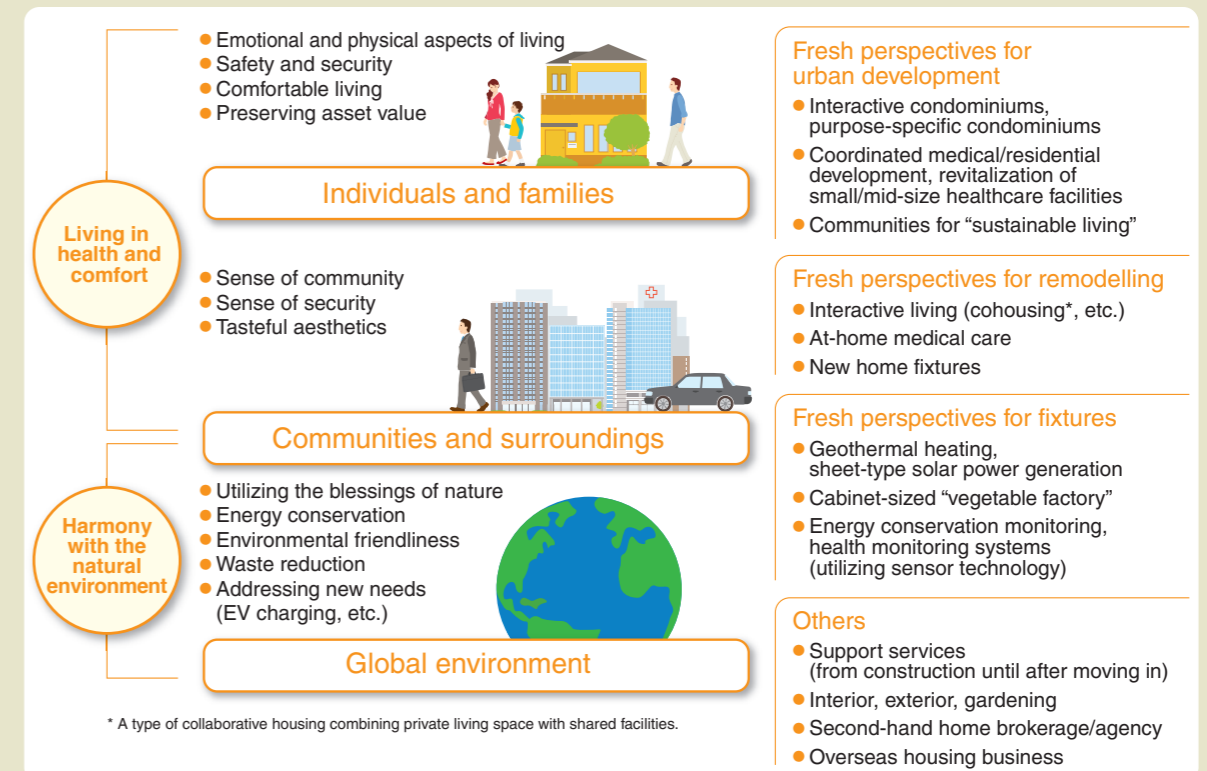 ● Emotional and physical aspects of living
● Safety and security
● Comfortable living
● Preserving asset value
Individuals and families
Living in
health and
comfort
● Sense of community
● Sense of security
● Tasteful aesthetics
Communities and surroundings
Harmony
with the
natural
environment
● Utilizing the blessings of nature
● Energy conservation
● Environmental friendliness
● Waste reduction
● Addressing new needs
(EV charging, etc.)
Global environment
* A type of collaborative housing combining private living space with shared facilities.
Fresh perspectives for
urban development
● Interactive condominiums,
purpose-specific condominiums
● Coordinated medical/residential
development, revitalization of
small/mid-size healthcare facilities
● Communities for “sustainable living”
Fresh perspectives for remodelling
● Interactive living (cohousing*, etc.)
● At-home medical care
● New home fixtures
Fresh perspectives for fixtures
● Geothermal heating,
sheet-type solar power generation
● Cabinet-sized “vegetable factory”
● Energy conservation monitoring,
health monitoring systems
(utilizing sensor technology)
Others
● Support services
(from construction until after moving in)
● Interior, exterior, gardening
● Second-hand home brokerage/agency
● Overseas housing business